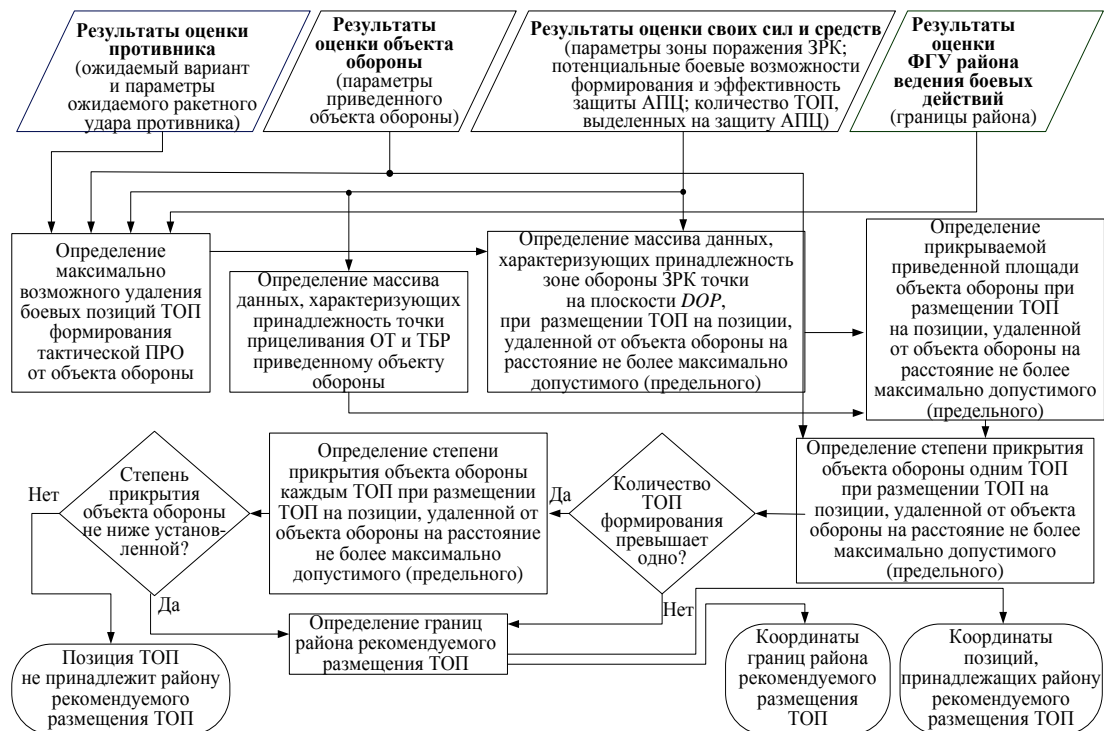 Результаты оценки
противника
(ожидаемый вариант
и параметры
ожидаемого ракетного
удара противника)
Результаты
оценки объекта
обороны
(параметры
приведенного
объекта обороны)
Результаты оценки своих сил и средств
(параметры зоны поражения ЗРК;
потенциальные боевые возможности
формирования и эффективность
защиты АПЦ; количество ТОП,
выделенных на защиту АПЦ)
Результаты
оценки
ФГУ района
ведения боевых
действий
(границы района)
Определение
максимально
возможного удаления
боевых позиций ТОП
формирования
тактической ПРО
от объекта обороны
Определение массива
данных, характеризующих
принадлежность точки
прицеливания ОТ и ТБР
приведенному объекту
обороны
Определение массива данных,
характеризующих принадлежность
зоне обороны ЗРК точки
на плоскости DOP,
при размещении ТОП на позиции,
удаленной от объекта обороны на
расстояние не более максимально
допустимого (предельного)
Определение
прикрываемой
приведенной площади
объекта обороны при
размещении ТОП
на позиции, удаленной
от объекта обороны на
расстояние не более
максимально допустимого
(предельного)
Определение степени прикрытия
объекта обороны одним ТОП
при размещении ТОП на
позиции, удаленной от объекта
обороны на расстояние не более
максимально допустимого
(предельного)
Количество
ТОП
формирования
превышает
одно?
Да
Нет
Определение степени
прикрытия объекта обороны
каждым ТОП при размещении
ТОП на позиции, удаленной от
объекта обороны на расстояние
не более максимально
допустимого (предельного)
Степень
прикрытия
объекта обороны
не ниже установ-
ленной?
Нет
Да
Определение границ
района рекомендуемого
размещения ТОП
Позиция ТОП
не принадлежит району
рекомендуемого
размещения ТОП
Координаты
границ района
рекомендуемого
размещения
ТОП
Координаты
позиций,
принадлежащих району
рекомендуемого
размещения ТОП